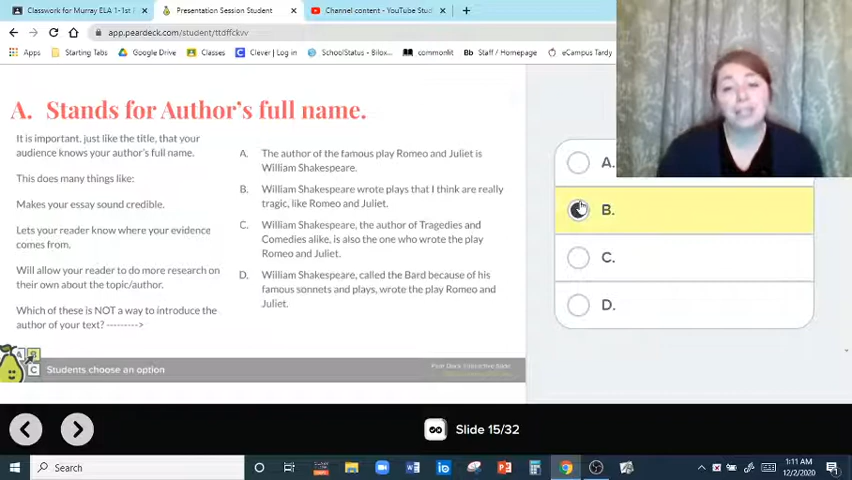 Classwork for Murray ELA 1-1st
Presentation Session Student
Channel content - YouTube Stud
app.peardeck.com/student/ttdffckvv
Apps
Starting Tabs
Google Drive
Classes
Clever | Log in
SchoolStatus - Bilox...
commonlit
Bb Staff / Homepage
eCampus Tardy
A. Stands for Author's full name.
It is important, just like the title, that your
audience knows your author's full name.
This does many things like:
Makes your essay sound credible.
Lets your reader know where your evidence
comes from.
Will allow your reader to do more research on
their own about the topic/author.
Which of these is NOT a way to introduce the
author of your text? --------->
A. The author of the famous play Romeo and Juliet is
William Shakespeare.
B. William Shakespeare wrote plays that I think are really
tragic, like Romeo and Juliet.
C. William Shakespeare, the author of Tragedies and
Comedies alike, is also the one who wrote the play
Romeo and Juliet.
D. William Shakespeare, called the Bard because of his
famous sonnets and plays, wrote the play Romeo and
Juliet.
A.
B.
C.
D.
A
B
C
Students choose an option
Pear Deck Interactive Slide
Slide 15/32
Search
1:11 AM
12/2/2020